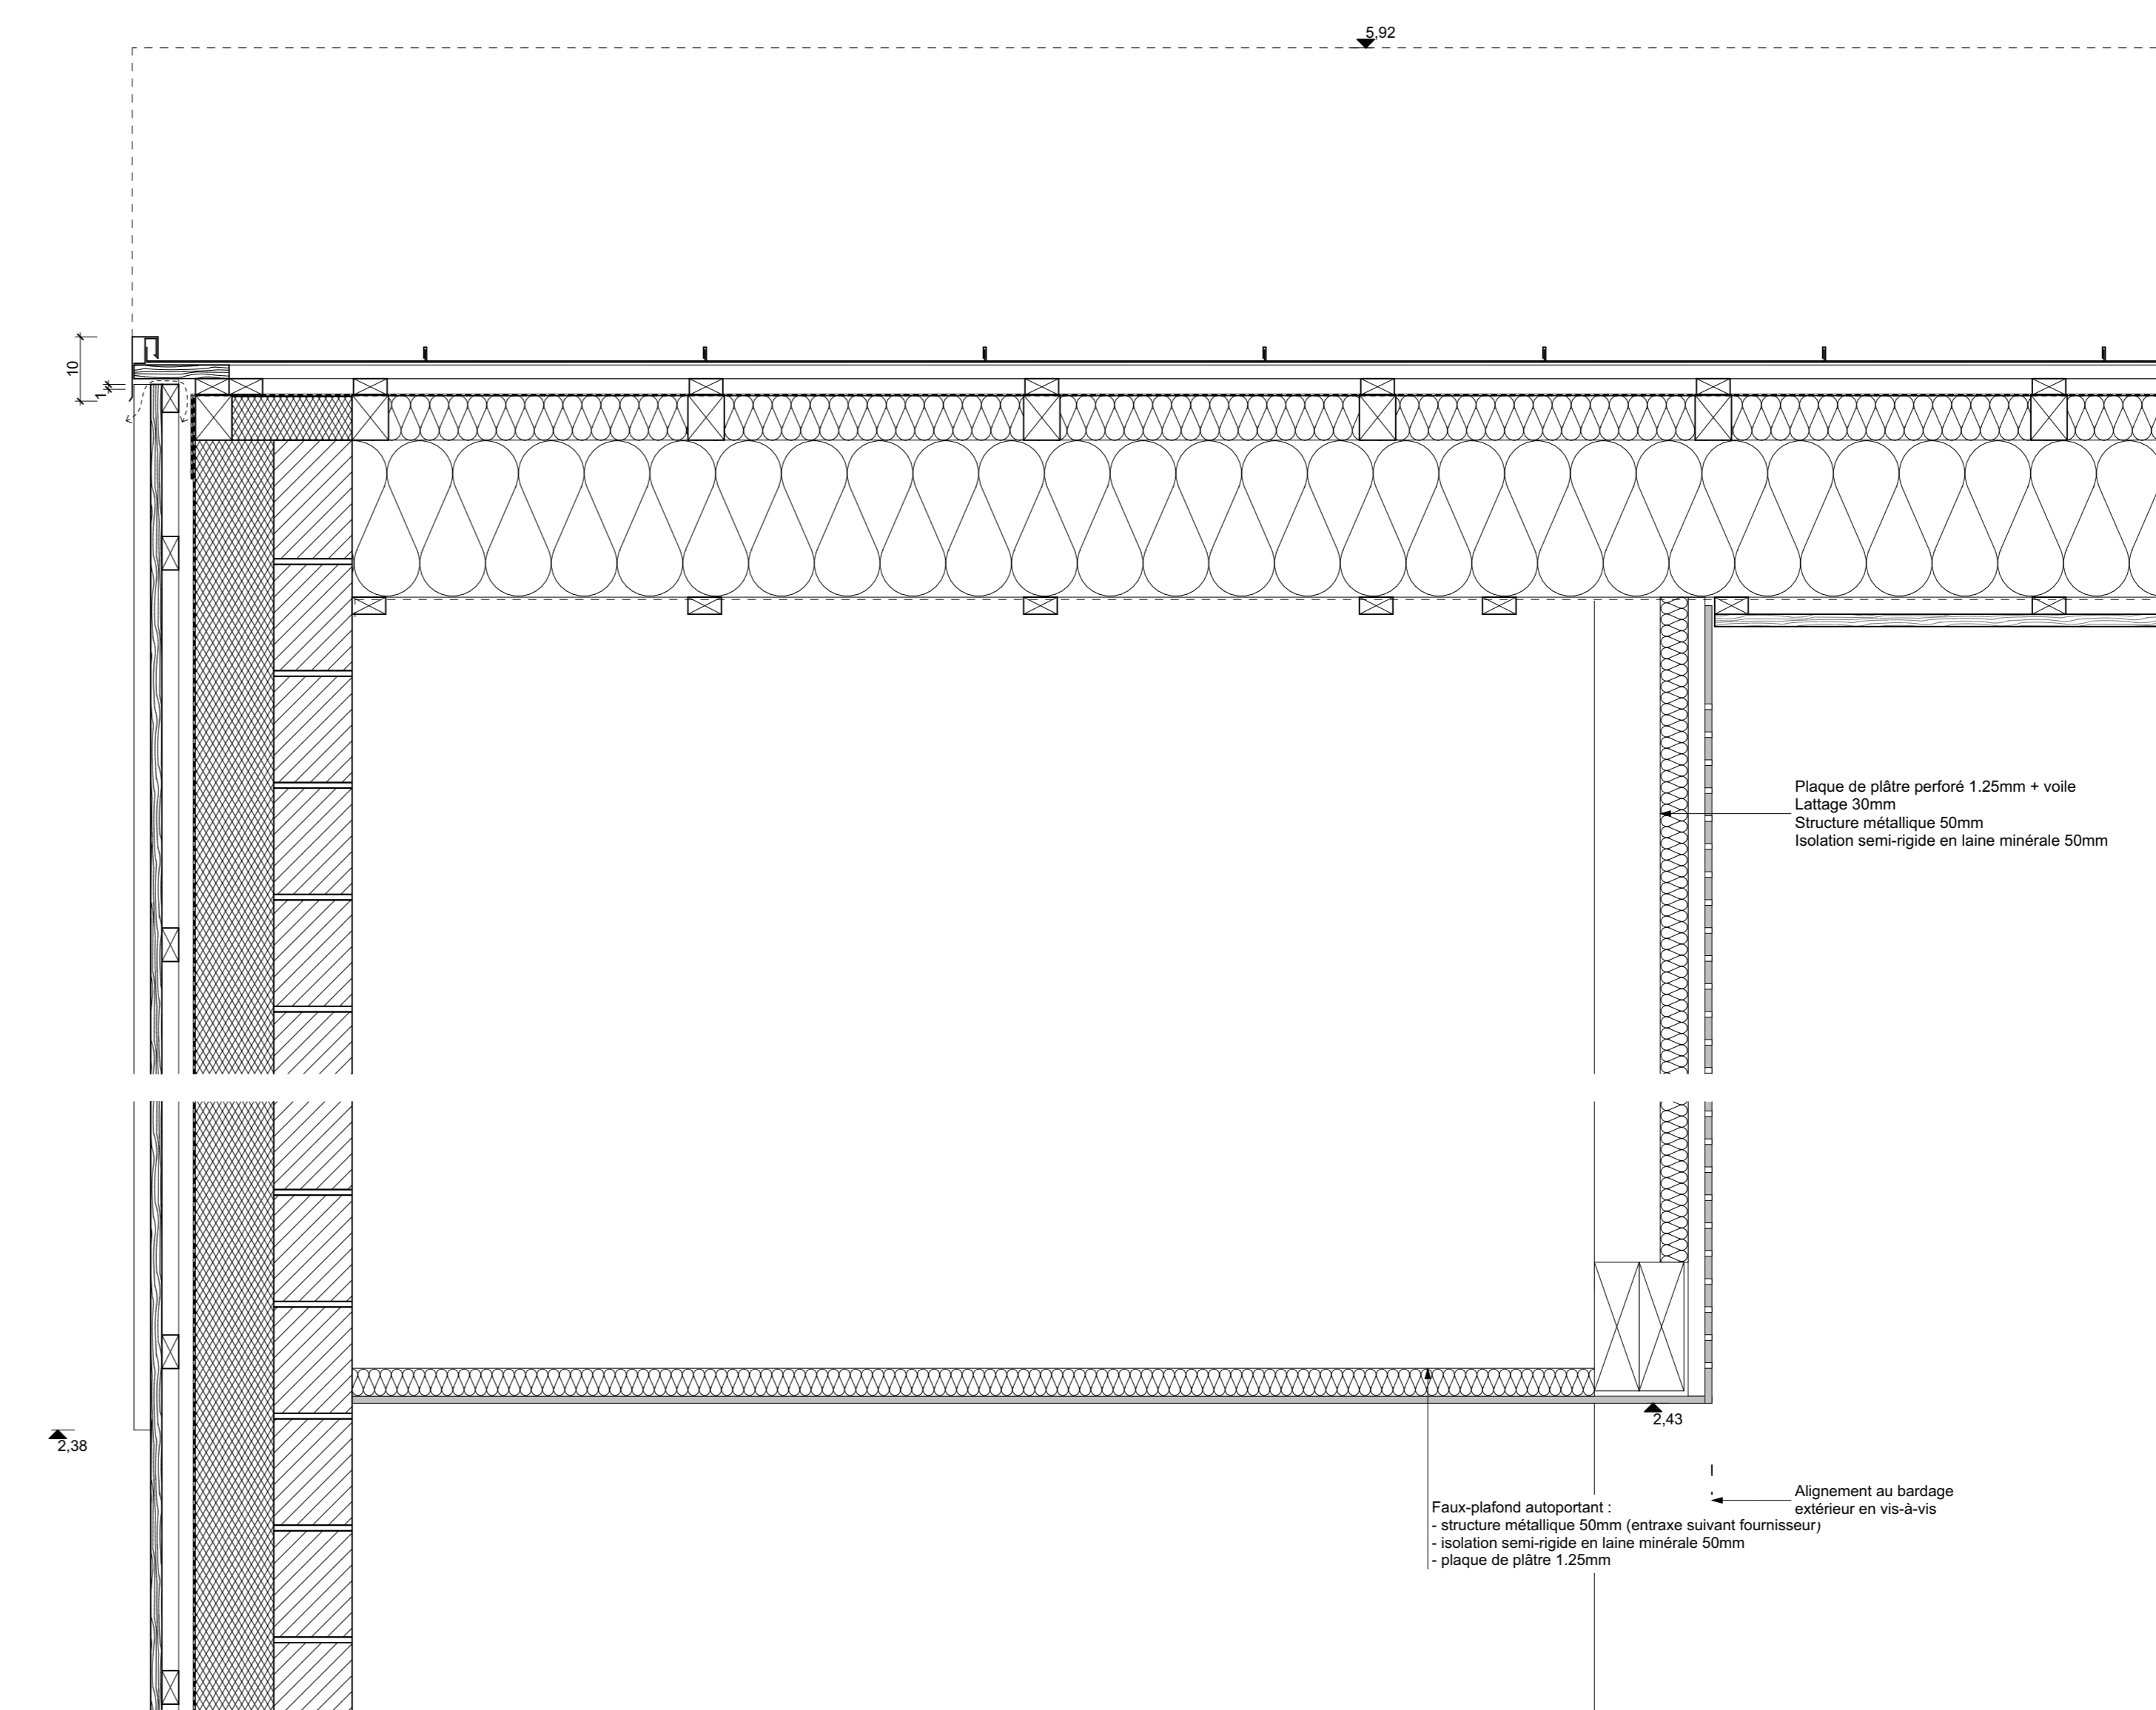 5,92
10
1
Plaque de plâtre perforé 1.25mm + voile
Lattage 30mm
Structure métallique 50mm
Isolation semi-rigide en laine minérale 50mm
2,43
2,38
Alignement au bardage
extérieur en vis-à-vis
Faux-plafond autoportant :
- structure métallique 50mm (entraxe suivant fournisseur)
- isolation semi-rigide en laine minérale 50mm
- plaque de plâtre 1.25mm